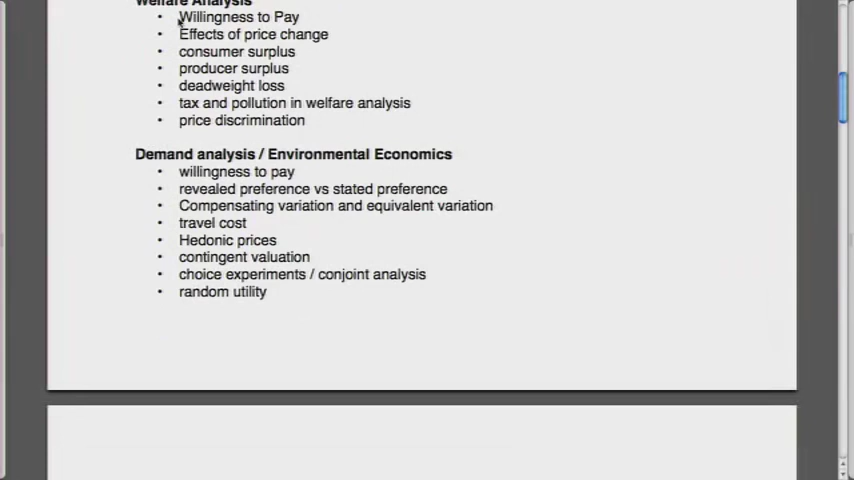 Welfare Analysis
• Willingness to Pay
• Effects of price change
• consumer surplus
• producer surplus
• deadweight loss
• tax and pollution in welfare analysis
• price discrimination
Demand analysis / Environmental Economics
• willingness to pay
• revealed preference vs stated preference
• Compensating variation and equivalent variation
• travel cost
• Hedonic prices
• contingent valuation
• choice experiments / conjoint analysis
• random utility